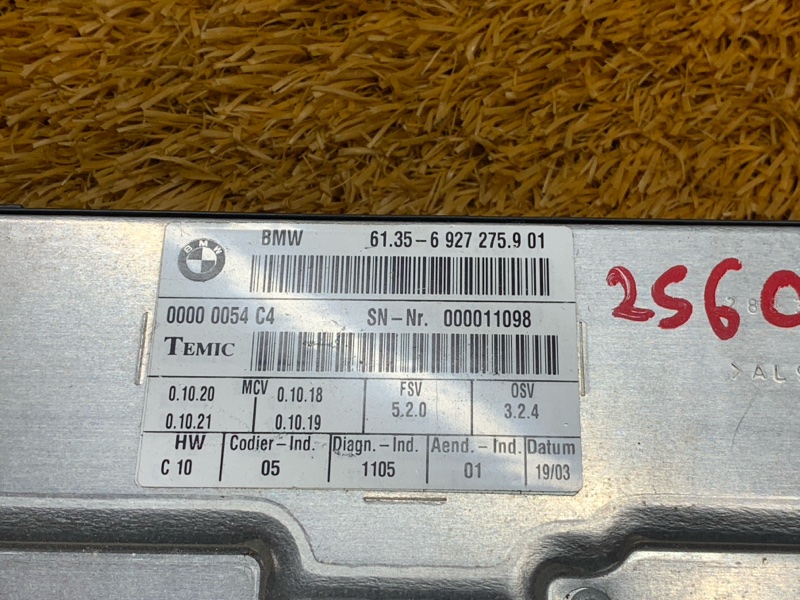 BMW
BMW 61.35-6 927 275.9 01
0000 0054 C4 SN-Nr. 000011098
TEMIC
0.10.20 MCV 0.10.18 FSV OSV
0.10.21 0.10.19 5.2.0 3.2.4
HW Codier-Ind. Diagn.-Ind. Aend.-Ind. Datum
C 10 05 1105 01 19/03
2560